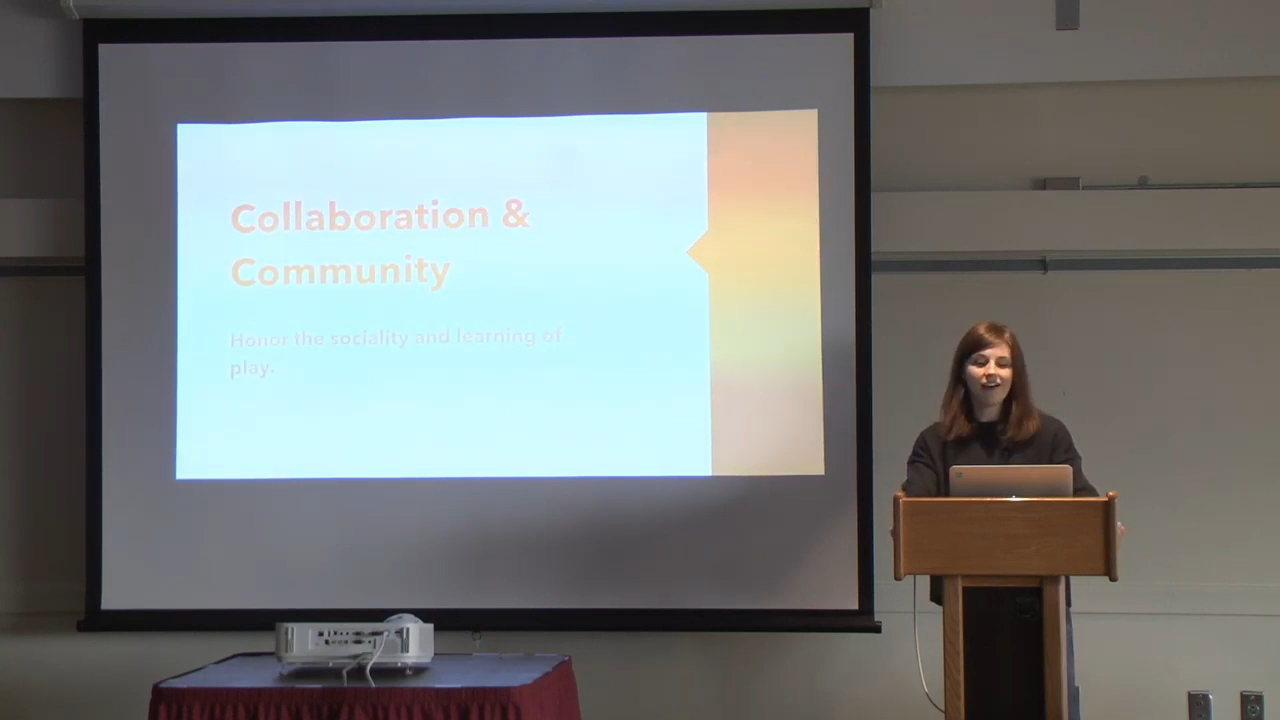 Collaboration &
Community
Honor the sociality and learning of
play.